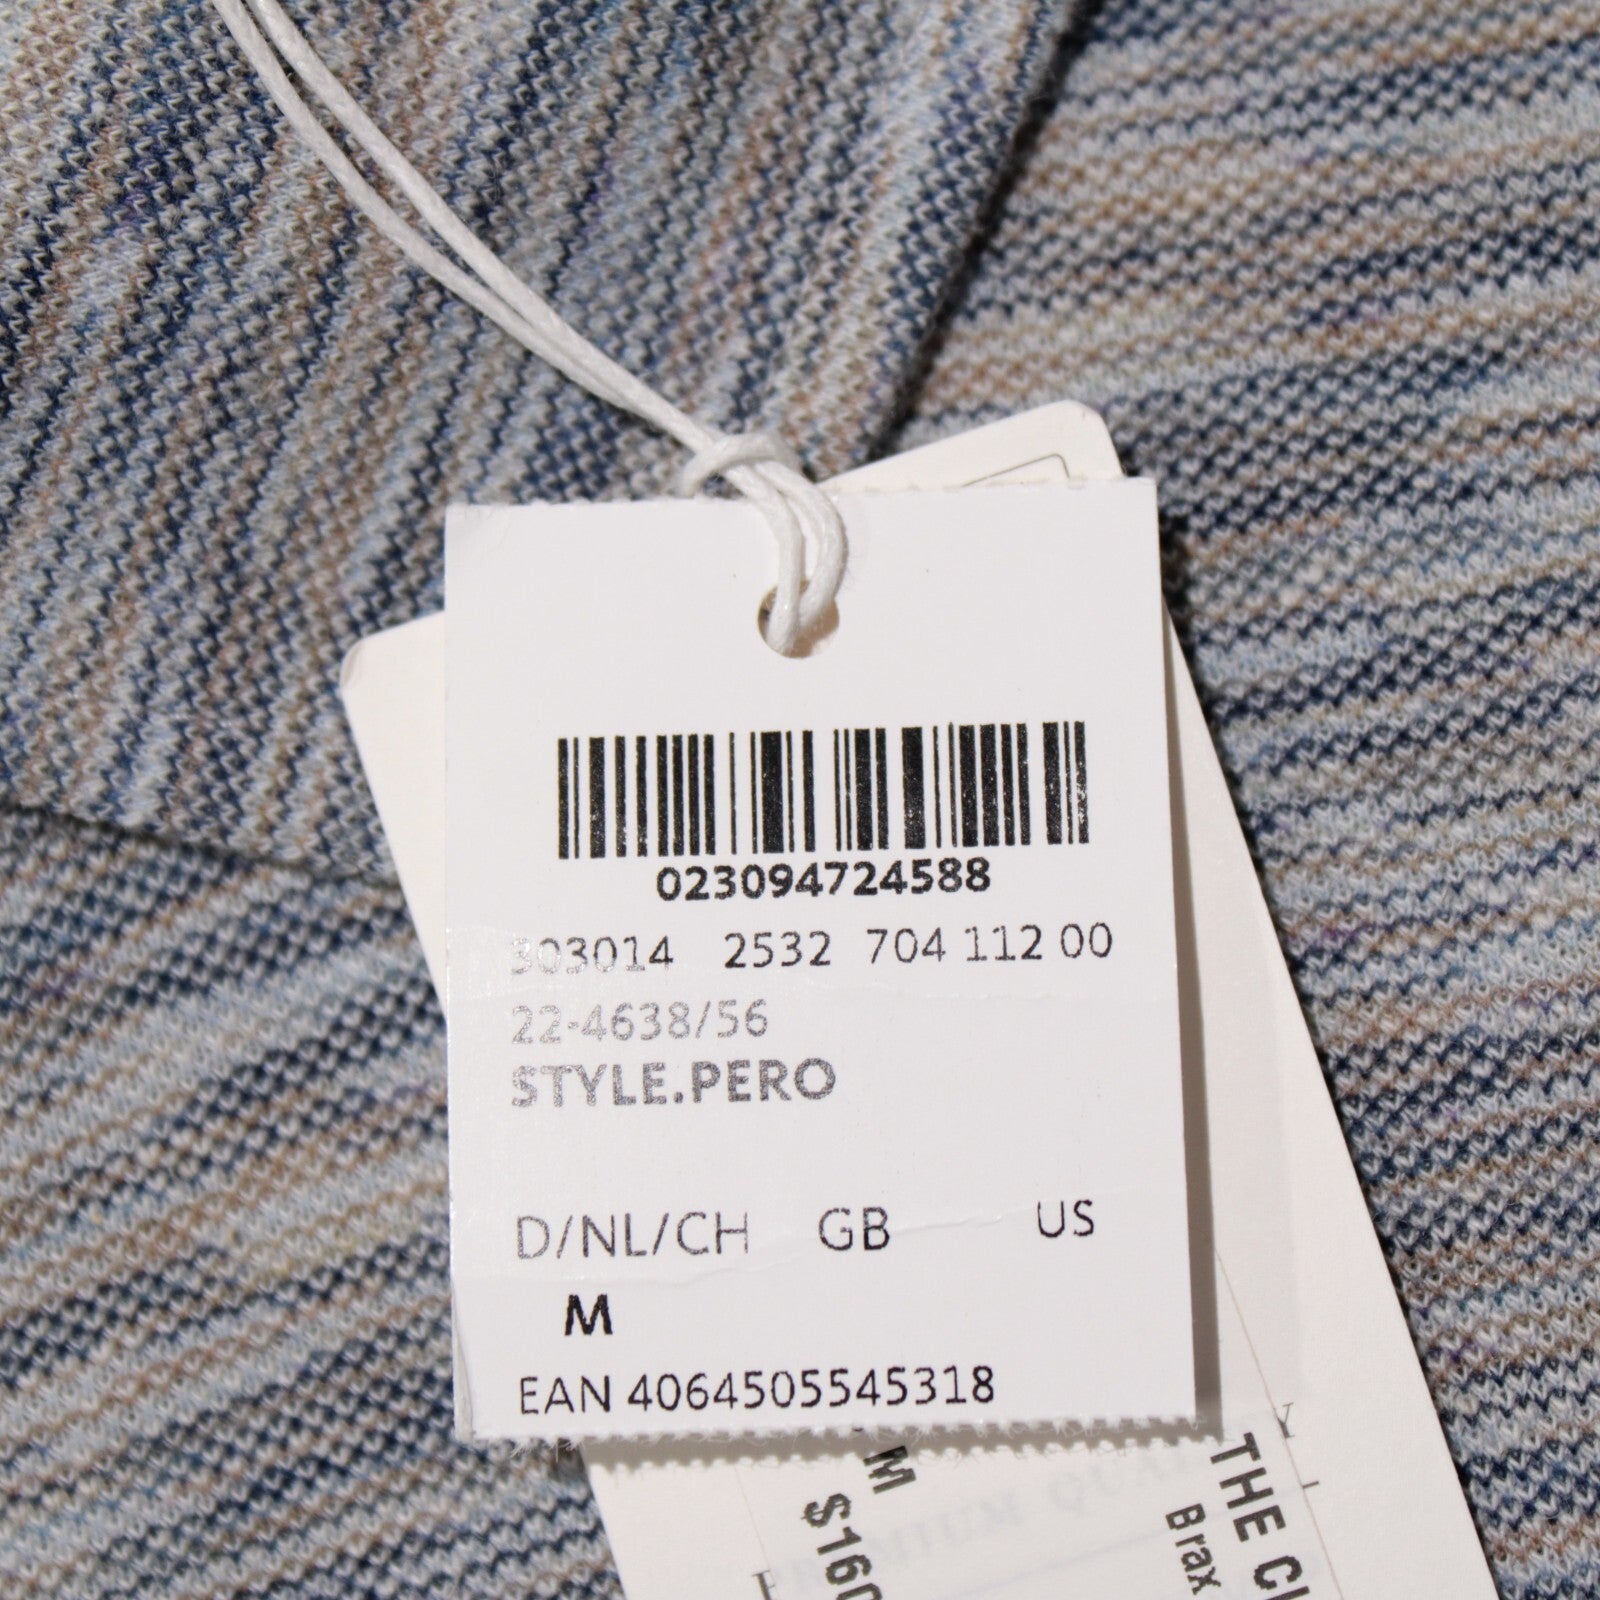 023094724588
303014 2532 704 112 00
22-4638/56
STYLE.PERO
D/NL/CH GB US
M
EAN 4064505545318
M
$160
THE
Brax
QUALITY